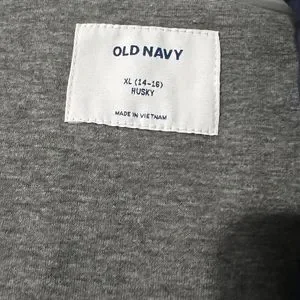 OLD NAVY
XL (14-16)
HUSKY
MADE IN VIETNAM